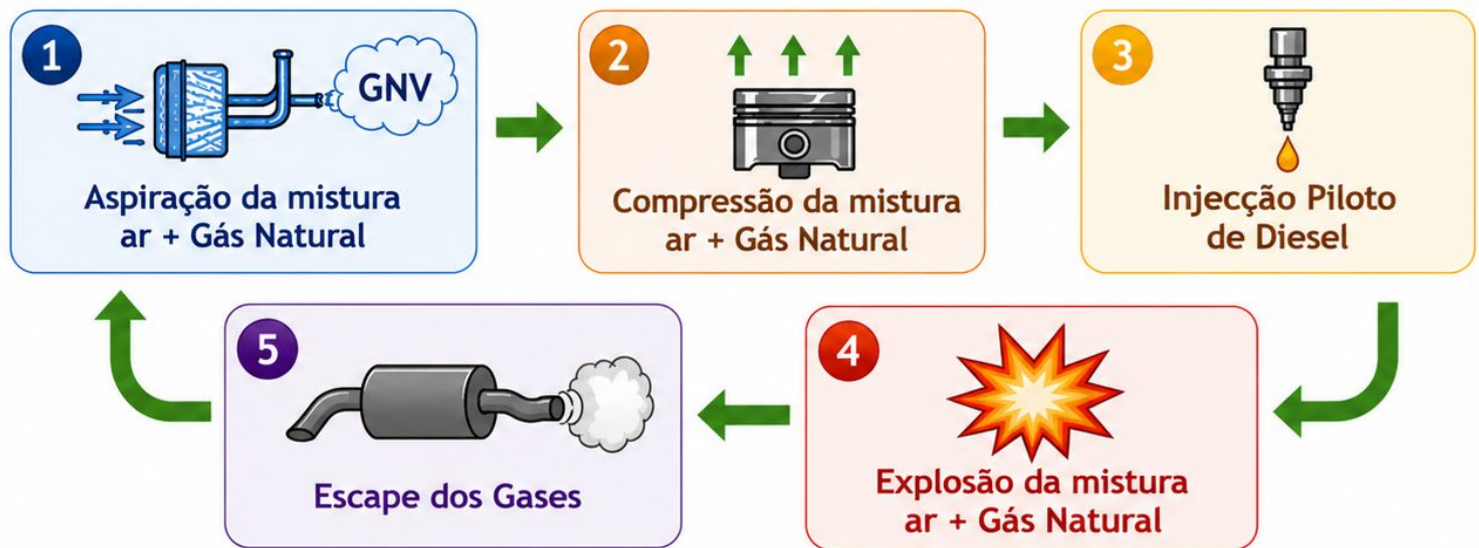 1
GNV
Aspiração da mistura
ar + Gás Natural
2
Compressão da mistura
ar + Gás Natural
3
Injecção Piloto
de Diesel
4
Explosão da mistura
ar + Gás Natural
5
Escape dos Gases